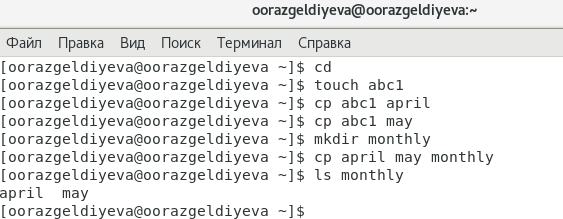 oorazgeldiyeva@oorazgeldiyeva:~
Файл Правка Вид Поиск Терминал Справка
[oorazgeldiyeva@oorazgeldiyeva ~]$ cd
[oorazgeldiyeva@oorazgeldiyeva ~]$ touch abc1
[oorazgeldiyeva@oorazgeldiyeva ~]$ cp abc1 april
[oorazgeldiyeva@oorazgeldiyeva ~]$ cp abc1 may
[oorazgeldiyeva@oorazgeldiyeva ~]$ mkdir monthly
[oorazgeldiyeva@oorazgeldiyeva ~]$ cp april may monthly
[oorazgeldiyeva@oorazgeldiyeva ~]$ ls monthly
april  may
[oorazgeldiyeva@oorazgeldiyeva ~]$